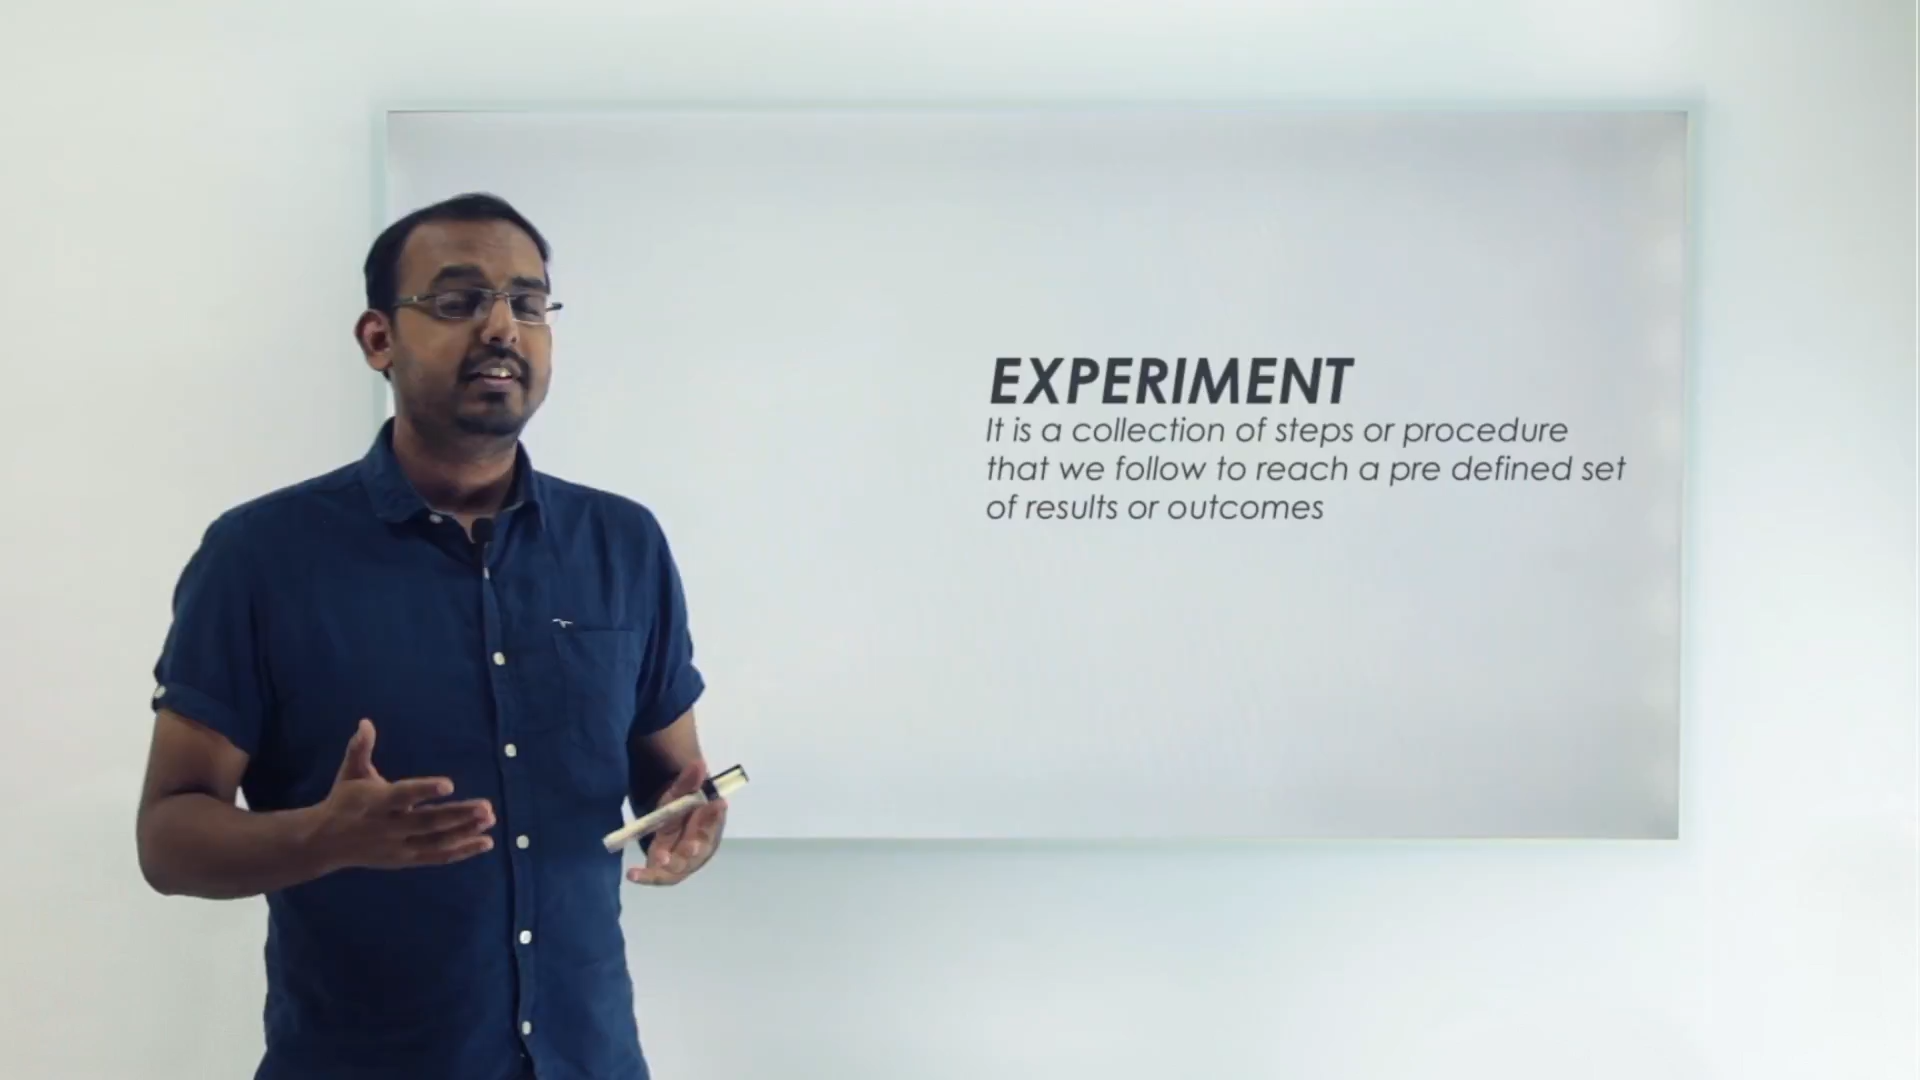 EXPERIMENT
It is a collection of steps or procedure
that we follow to reach a pre defined set
of results or outcomes